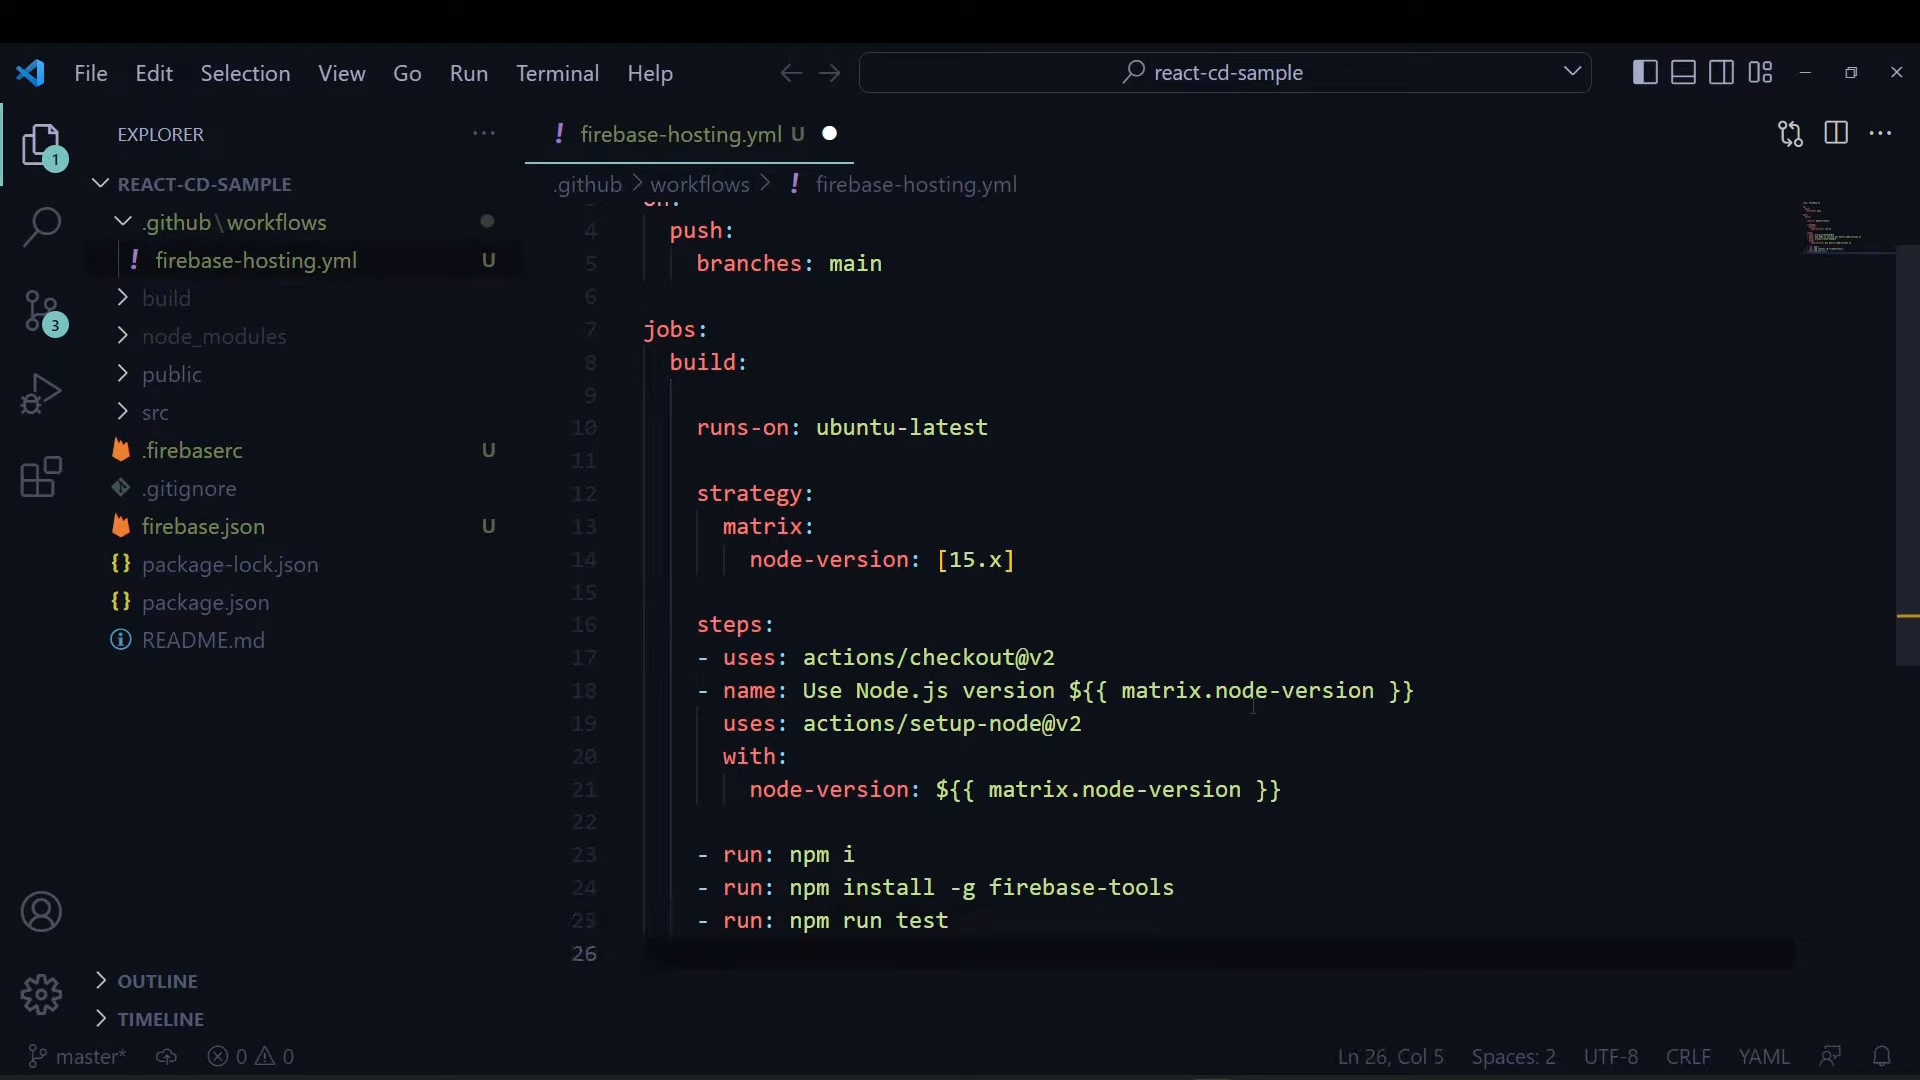 File Edit Selection View Go Run Terminal Help
react-cd-sample
EXPLORER
firebase-hosting.yml U
REACT-CD-SAMPLE
.github > workflows > ! firebase-hosting.yml
.github\workflows
! firebase-hosting.yml U
build
node_modules
public
src
.firebaserc U
.gitignore
firebase.json U
{} package-lock.json
{} package.json
README.md
OUTLINE
TIMELINE
1
3
on:
4 push:
5 branches: main
6
7 jobs:
8 build:
9
10 runs-on: ubuntu-latest
11
12 strategy:
13 matrix:
14 node-version: [15.x]
15
16 steps:
17 - uses: actions/checkout@v2
18 - name: Use Node.js version ${{ matrix.node-version }}
19 uses: actions/setup-node@v2
20 with:
21 node-version: ${{ matrix.node-version }}
22
23 - run: npm i
24 - run: npm install -g firebase-tools
25 - run: npm run test
26
master* 0 0
Ln 26, Col 5 Spaces: 2 UTF-8 CRLF YAML